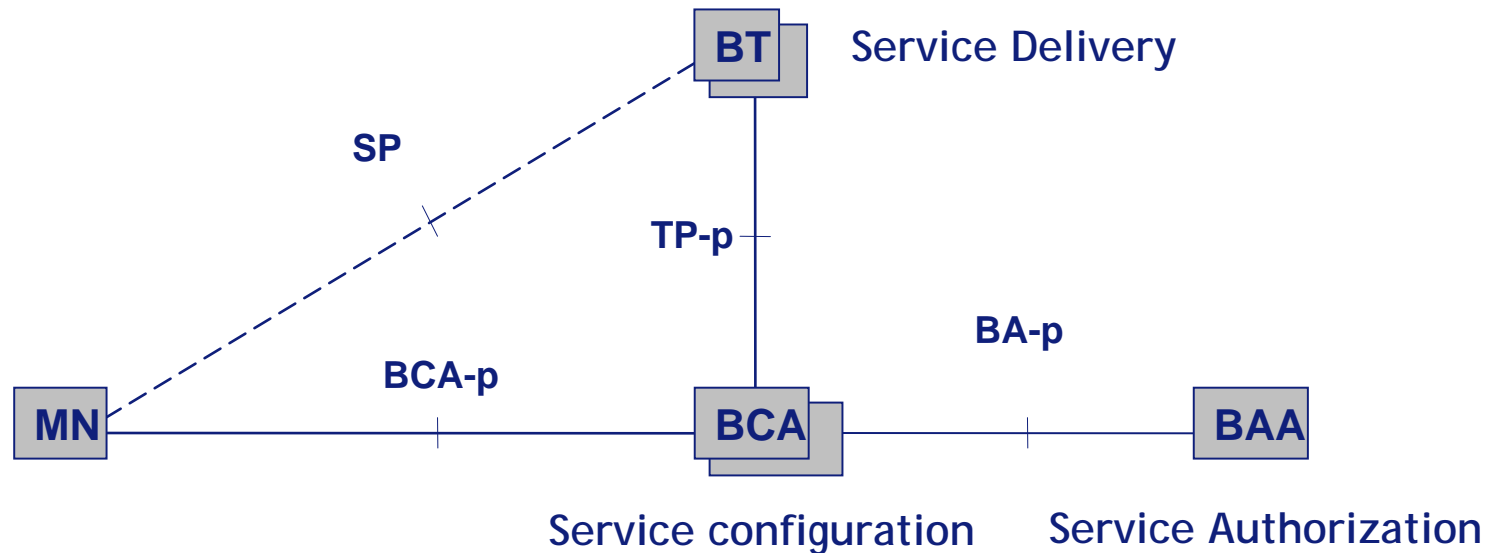 BT
Service Delivery
SP
TP-p
BA-p
BCA-p
MN
BCA
BAA
Service configuration
Service Authorization